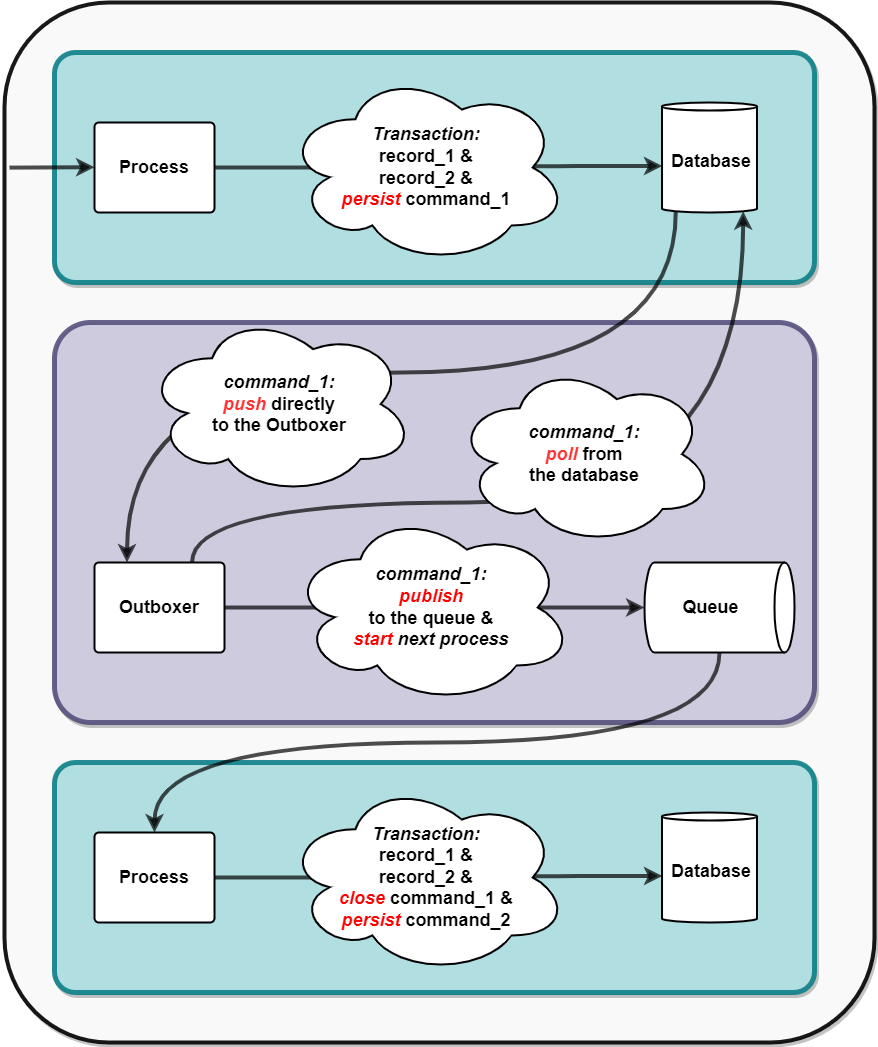 Process
Transaction:
record_1 &
record_2 &
persist command_1
Database
command_1:
push directly
to the Outboxer
command_1:
poll from
the database
Outboxer
command_1:
publish
to the queue &
start next process
Queue
Process
Transaction:
record_1 &
record_2 &
close command_1 &
persist command_2
Database